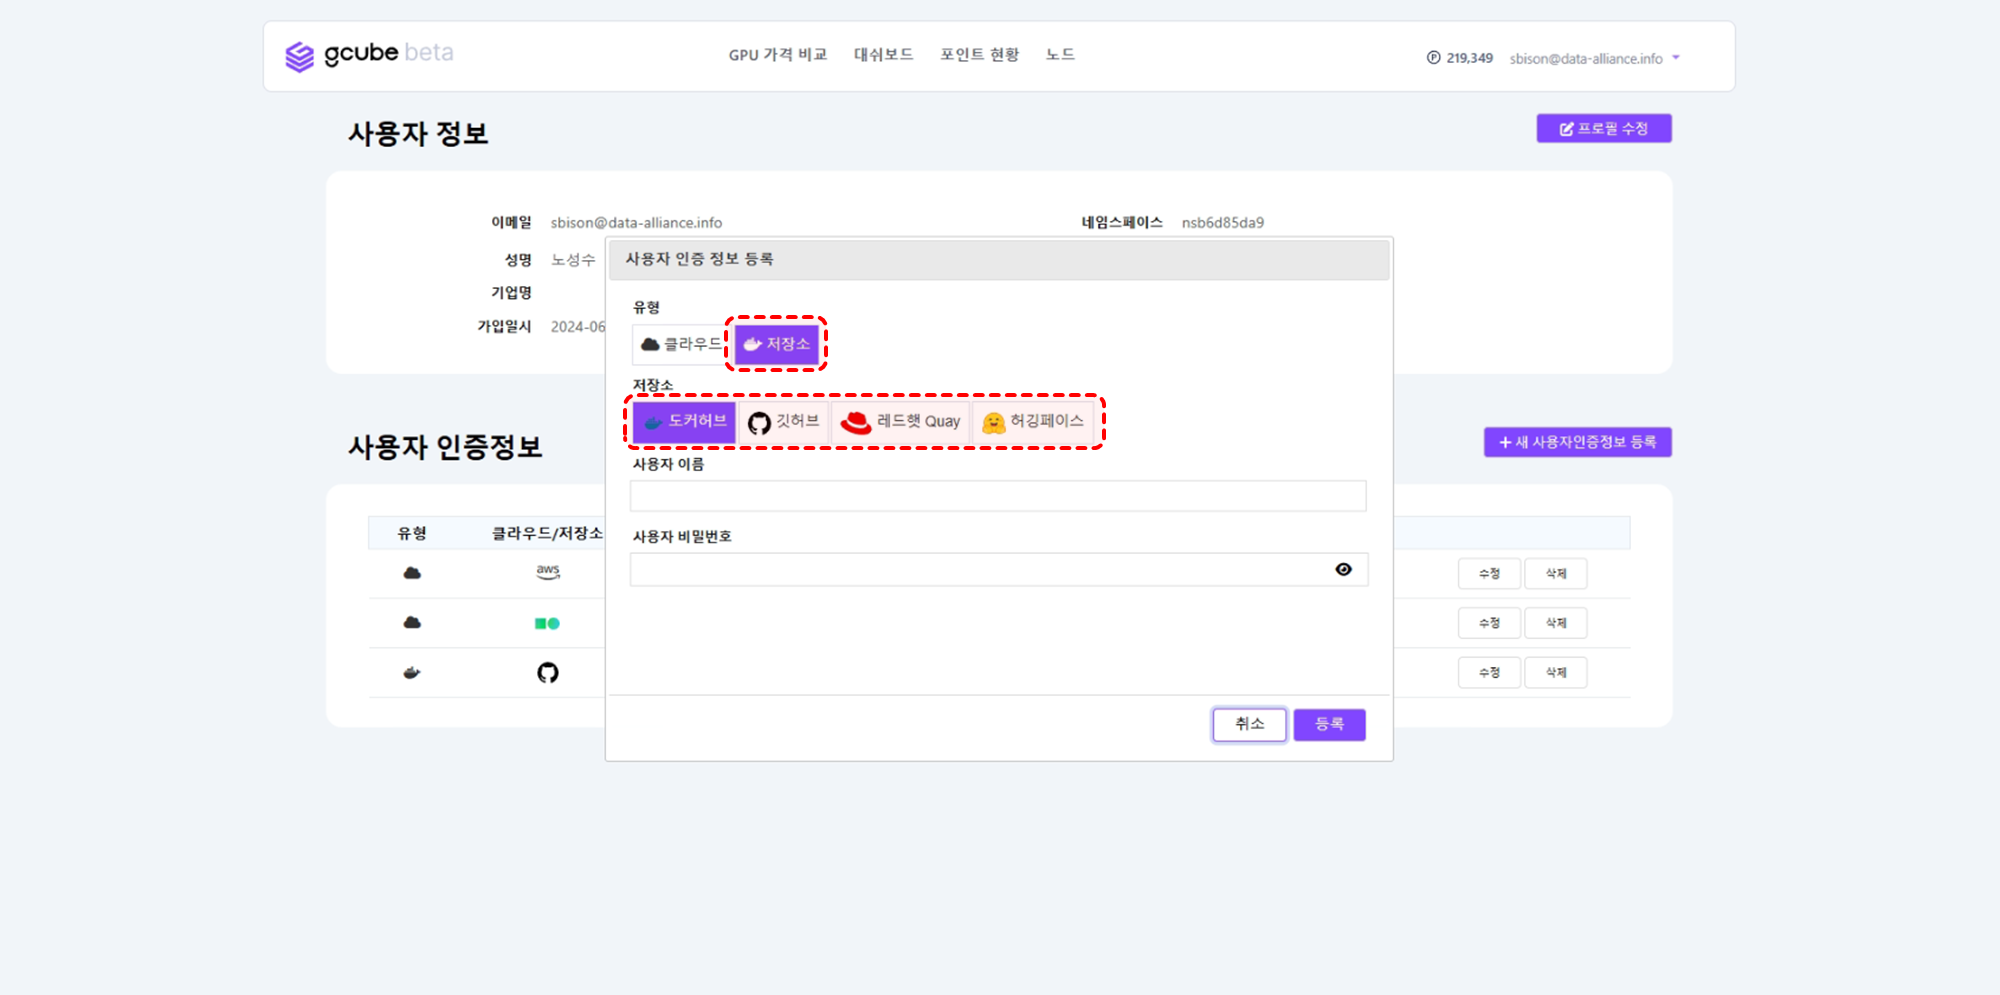 gcube beta
GPU 가격 비교 대쉬보드 포인트 현황 노드
P 219,349 sbison@data-alliance.info
사용자 정보
프로필 수정
이메일 sbison@data-alliance.info
네임스페이스 nsb6d85da9
성명 노성수
기업명
가입일시 2024-06
사용자 인증 정보 등록
유형
클라우드 저장소
저장소
도커허브 깃허브 레드햇 Quay 허깅페이스
사용자 이름
사용자 비밀번호
취소 등록
사용자 인증정보
+ 새 사용자인증정보 등록
유형 클라우드/저장소
aws 수정 삭제
수정 삭제
수정 삭제